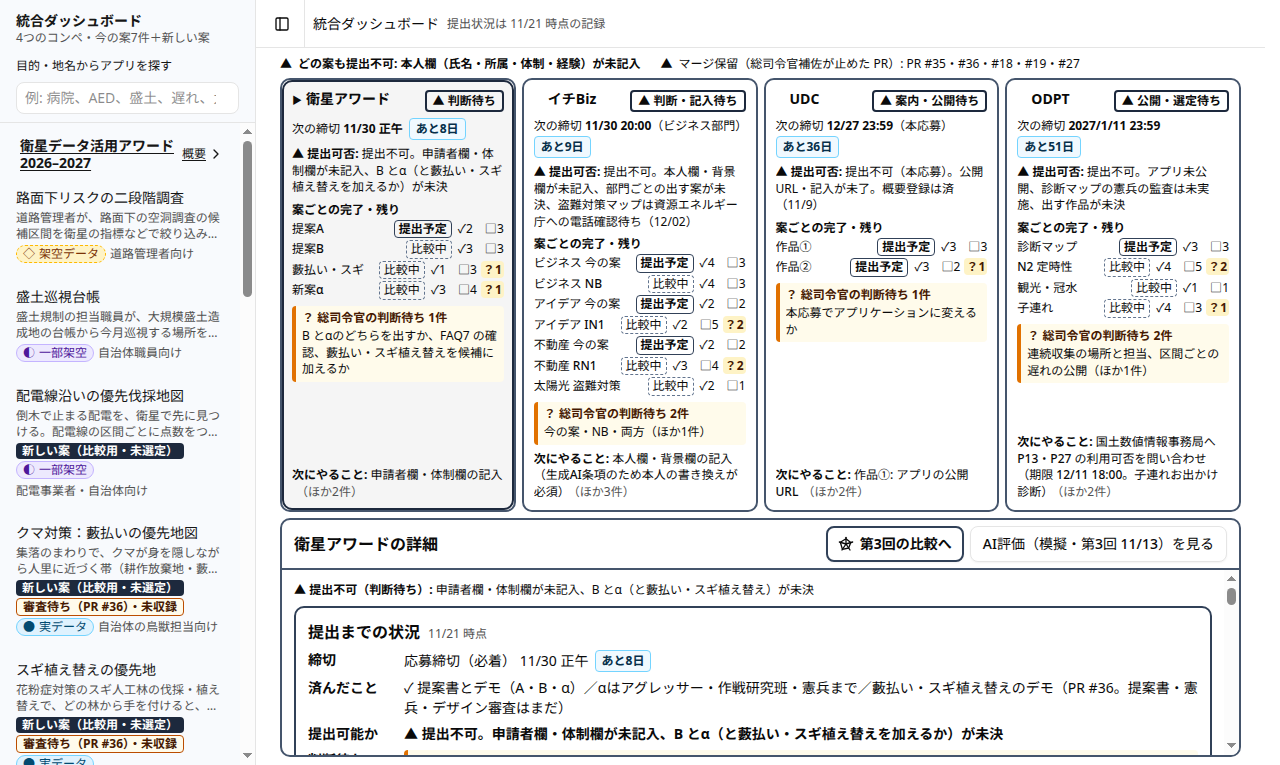 統合ダッシュボード
4つのコンペ・今の案7件＋新しい案
目的・地名からアプリを探す
例: 病院、AED、盛土、遅れ、
衛星データ活用アワード
2026–2027
概要
路面下リスクの二段階調査
道路管理者が、路面下の空洞調査の候
補区間を衛星の指標などで絞り込み…
◇ 架空データ 道路管理者向け
盛土巡視台帳
盛土規制の担当職員が、大規模盛土造
成地の台帳から今月巡視する場所を…
◐ 一部架空 自治体職員向け
配電線沿いの優先伐採地図
倒木で止まる配電を、衛星で先に見つ
ける。配電線の区間ごとに点数をつ…
新しい案（比較用・未選定）
◐ 一部架空
配電事業者・自治体向け
クマ対策：藪払いの優先地図
集落のまわりで、クマが身を隠しなが
ら人里に近づく帯（耕作放棄地・藪…
新しい案（比較用・未選定）
審査待ち（PR #36）・未収録
● 実データ 自治体の鳥獣担当向け
スギ植え替えの優先地
花粉症対策のスギ人工林の伐採・植え
替えで、どの林から手を付けると、…
新しい案（比較用・未選定）
審査待ち（PR #36）・未収録
● 実データ
統合ダッシュボード 提出状況は 11/21 時点の記録
▲ どの案も提出不可: 本人欄（氏名・所属・体制・経験）が未記入 ▲ マージ保留（総司令官補佐が止めた PR）: PR #35・#36・#18・#19・#27
▶ 衛星アワード ▲ 判断待ち
次の締切 11/30 正午 あと8日
▲ 提出可否: 提出不可。申請者欄・体
制欄が未記入、B とα（と藪払い・スギ
植え替えを加えるか）が未決
案ごとの完了・残り
提案A 提出予定 ✓2 □3
提案B 比較中 ✓3 □3
藪払い・スギ 比較中 ✓1 □3 ？1
新案α 比較中 ✓3 □4 ？1
？ 総司令官の判断待ち 1件
B とαのどちらを出すか、FAQ7 の確
認、藪払い・スギ植え替えを候補に
加えるか
次にやること: 申請者欄・体制欄の記入
（ほか2件）
イチBiz ▲ 判断・記入待ち
次の締切 11/30 20:00（ビジネス部門）
あと9日
▲ 提出可否: 提出不可。本人欄・背景
欄が未記入、部門ごとの出す案が未
決、盗難対策マップは資源エネルギー
庁への電話確認待ち（12/02）
案ごとの完了・残り
ビジネス 今の案 提出予定 ✓4 □3
ビジネス NB 比較中 ✓4 □3
アイデア 今の案 提出予定 ✓2 □2
アイデア IN1 比較中 ✓2 □5 ？2
不動産 今の案 提出予定 ✓2 □2
不動産 RN1 比較中 ✓3 □4 ？2
太陽光 盗難対策 比較中 ✓2 □1
？ 総司令官の判断待ち 2件
今の案・NB・両方（ほか1件）
次にやること: 本人欄・背景欄の記入
（生成AI条項のため本人の書き換えが
必須）（ほか3件）
UDC ▲ 案内・公開待ち
次の締切 12/27 23:59（本応募）
あと36日
▲ 提出可否: 提出不可（本応募）。公開
URL・記入が未了。概要登録は済
（11/9）
案ごとの完了・残り
作品① 提出予定 ✓3 □3
作品② 提出予定 ✓3 □2 ？1
？ 総司令官の判断待ち 1件
本応募でアプリケーションに変える
か
次にやること: 作品①: アプリの公開
URL （ほか2件）
ODPT ▲ 公開・選定待ち
次の締切 2027/1/11 23:59
あと51日
▲ 提出可否: 提出不可。アプリ未公
開、診断マップの憲兵の監査は未実
施、出す作品が未決
案ごとの完了・残り
診断マップ 提出予定 ✓3 □3
N2 定時性 比較中 ✓4 □5 ？2
観光・冠水 比較中 ✓1 □1
子連れ 比較中 ✓4 □3 ？1
？ 総司令官の判断待ち 2件
連続収集の場所と担当、区間ごとの
遅れの公開（ほか1件）
次にやること: 国土数値情報事務局へ
P13・P27 の利用可否を問い合わせ
（期限 12/11 18:00。子連れお出かけ
診断）（ほか2件）
衛星アワードの詳細 第3回の比較へ AI評価（模擬・第3回 11/13）を見る
▲ 提出不可（判断待ち）: 申請者欄・体制欄が未記入、B とα（と藪払い・スギ植え替え）が未決
提出までの状況 11/21 時点
締切 応募締切（必着） 11/30 正午 あと8日
済んだこと ✓ 提案書とデモ（A・B・α）／αはアグレッサー・作戦研究班・憲兵まで／藪払い・スギ植え替えのデモ（PR #36。提案書・憲
兵・デザイン審査はまだ）
提出可能か ▲ 提出不可。申請者欄・体制欄が未記入、B とα（と藪払い・スギ植え替えを加えるか）が未決